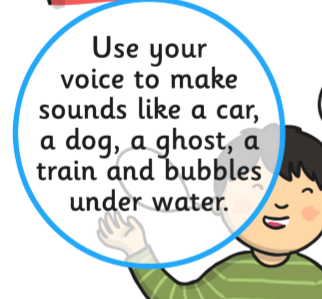 Use your
voice to make
sounds like a car,
a dog, a ghost, a
train and bubbles
under water.